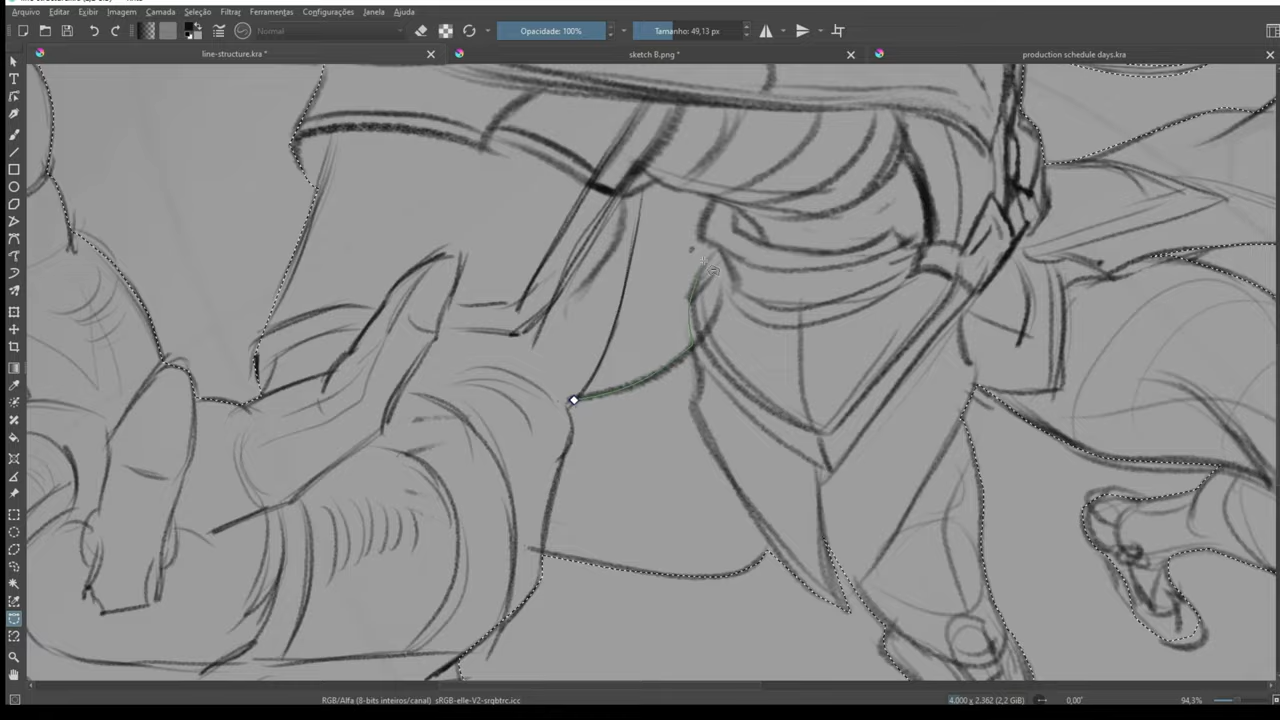 Arquivo Editar Exibir Imagem Camada Seleção Filtrar Ferramentas Configurações Janela Ajuda
Normal Opacidade: 100% Tamanho: 49,13 px
line-structure.kra * sketch B.png * production schedule days.kra
RGB/Alfa (8-bits inteiros/canal) sRGB-elle-V2-srgbtrc.icc 4.000 x 2.362 (2,2 GiB) 0,00° 94,3%